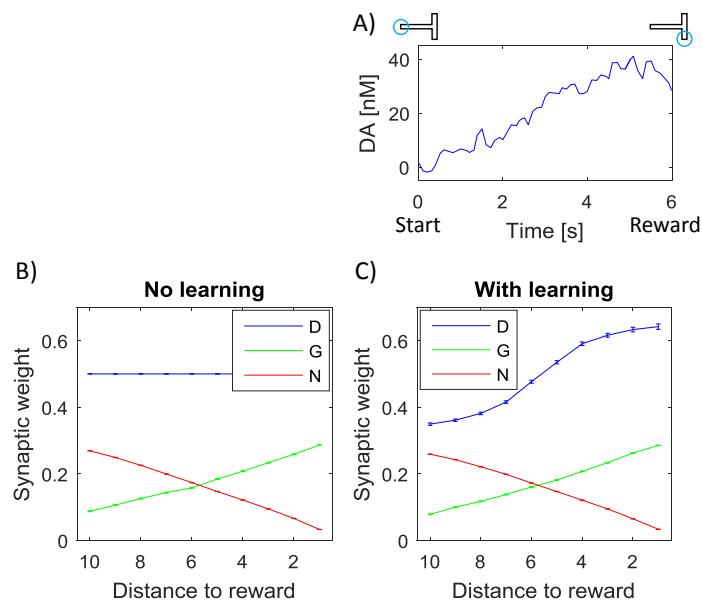 A)
DA [nM]
40
20
0
0
2
4
6
Start
Time [s]
Reward
B)
No learning
Synaptic weight
0.6
0.4
0.2
0
D
G
N
10
8
6
4
2
Distance to reward
C)
With learning
Synaptic weight
0.6
0.4
0.2
0
D
G
N
10
8
6
4
2
Distance to reward